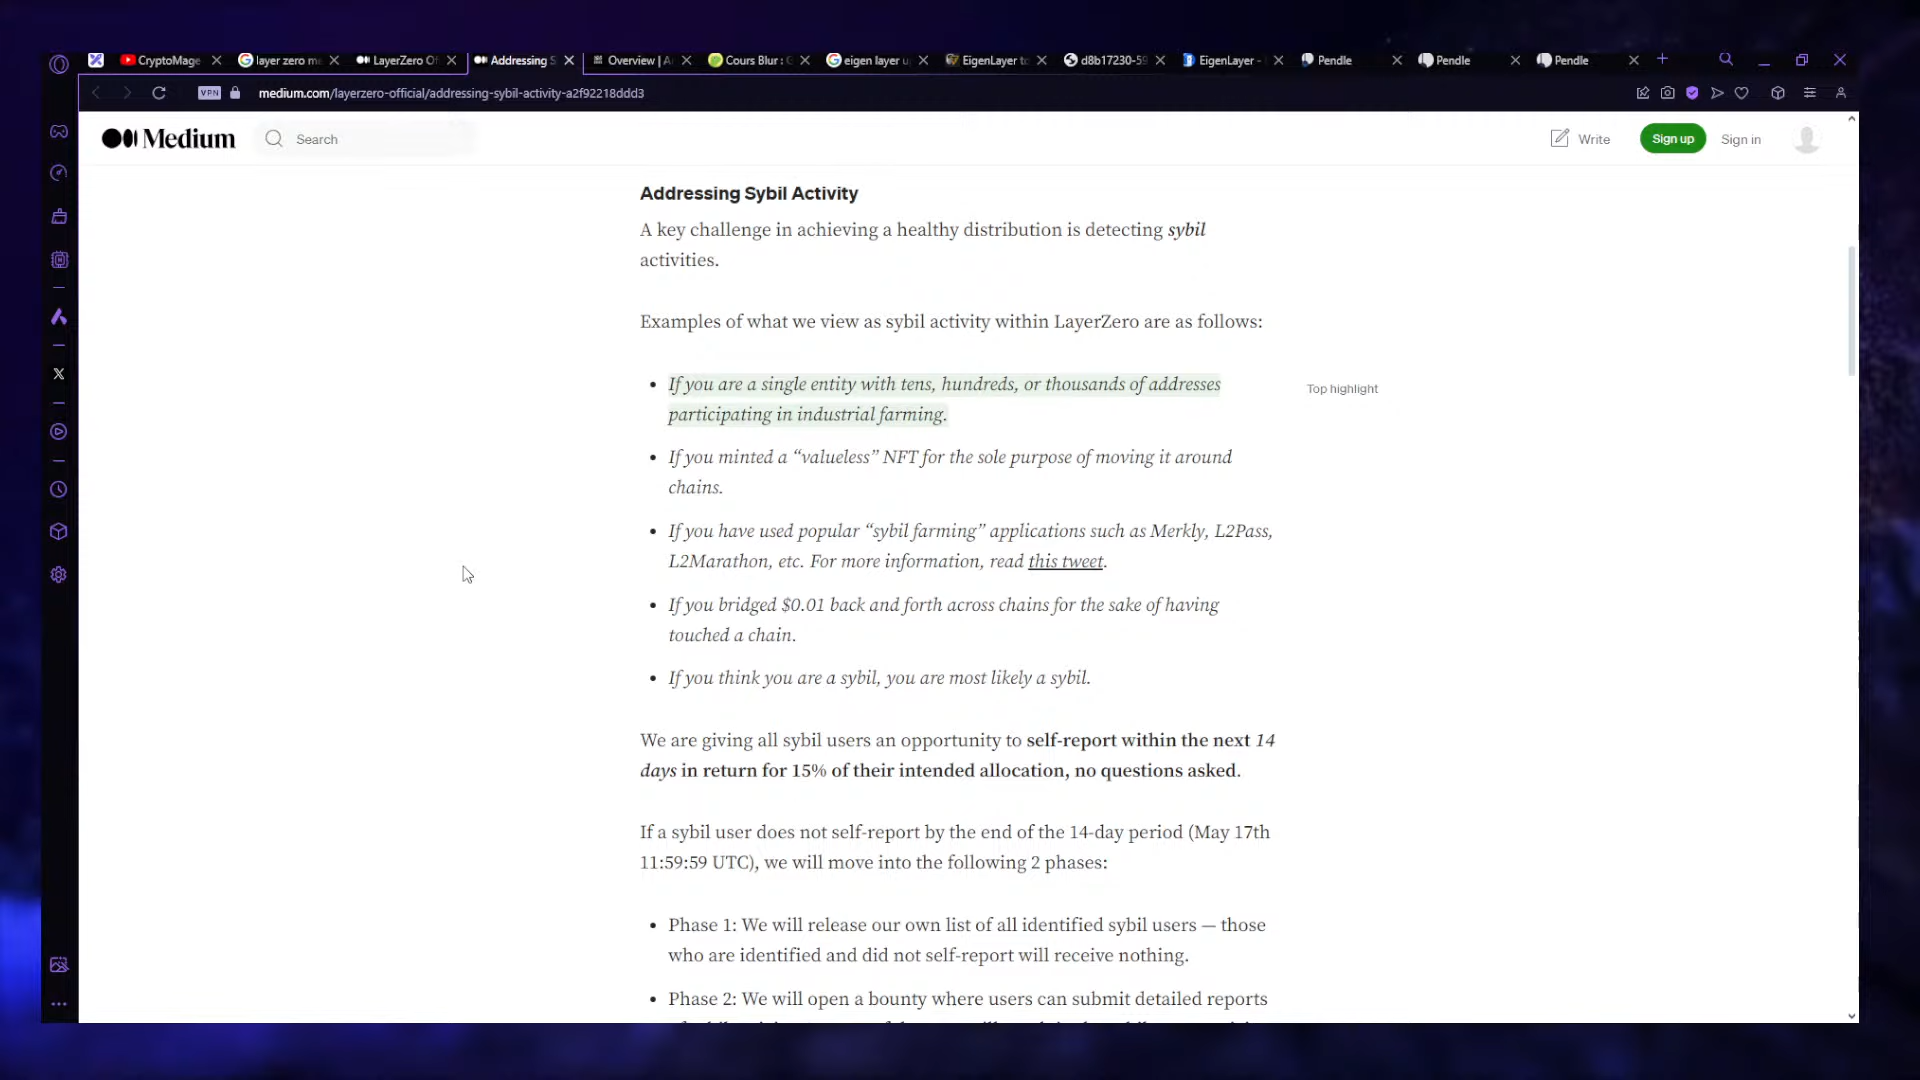 CryptoMage
layer zero m
LayerZero O
Addressing S
Overview | A
Cours Blur : 
eigen layer u
EigenLayer to
d8b17230-59
EigenLayer -
Pendle
Pendle
Pendle
VPN
medium.com/layerzero-official/addressing-sybil-activity-a2f92218ddd3
Medium
Search
Write
Sign up
Sign in
Addressing Sybil Activity
A key challenge in achieving a healthy distribution is detecting sybil
activities.
Examples of what we view as sybil activity within LayerZero are as follows:
• If you are a single entity with tens, hundreds, or thousands of addresses
participating in industrial farming.
Top highlight
• If you minted a “valueless” NFT for the sole purpose of moving it around
chains.
• If you have used popular “sybil farming” applications such as Merkly, L2Pass,
L2Marathon, etc. For more information, read this tweet.
• If you bridged $0.01 back and forth across chains for the sake of having
touched a chain.
• If you think you are a sybil, you are most likely a sybil.
We are giving all sybil users an opportunity to self-report within the next 14
days in return for 15% of their intended allocation, no questions asked.
If a sybil user does not self-report by the end of the 14-day period (May 17th
11:59:59 UTC), we will move into the following 2 phases:
• Phase 1: We will release our own list of all identified sybil users — those
who are identified and did not self-report will receive nothing.
• Phase 2: We will open a bounty where users can submit detailed reports